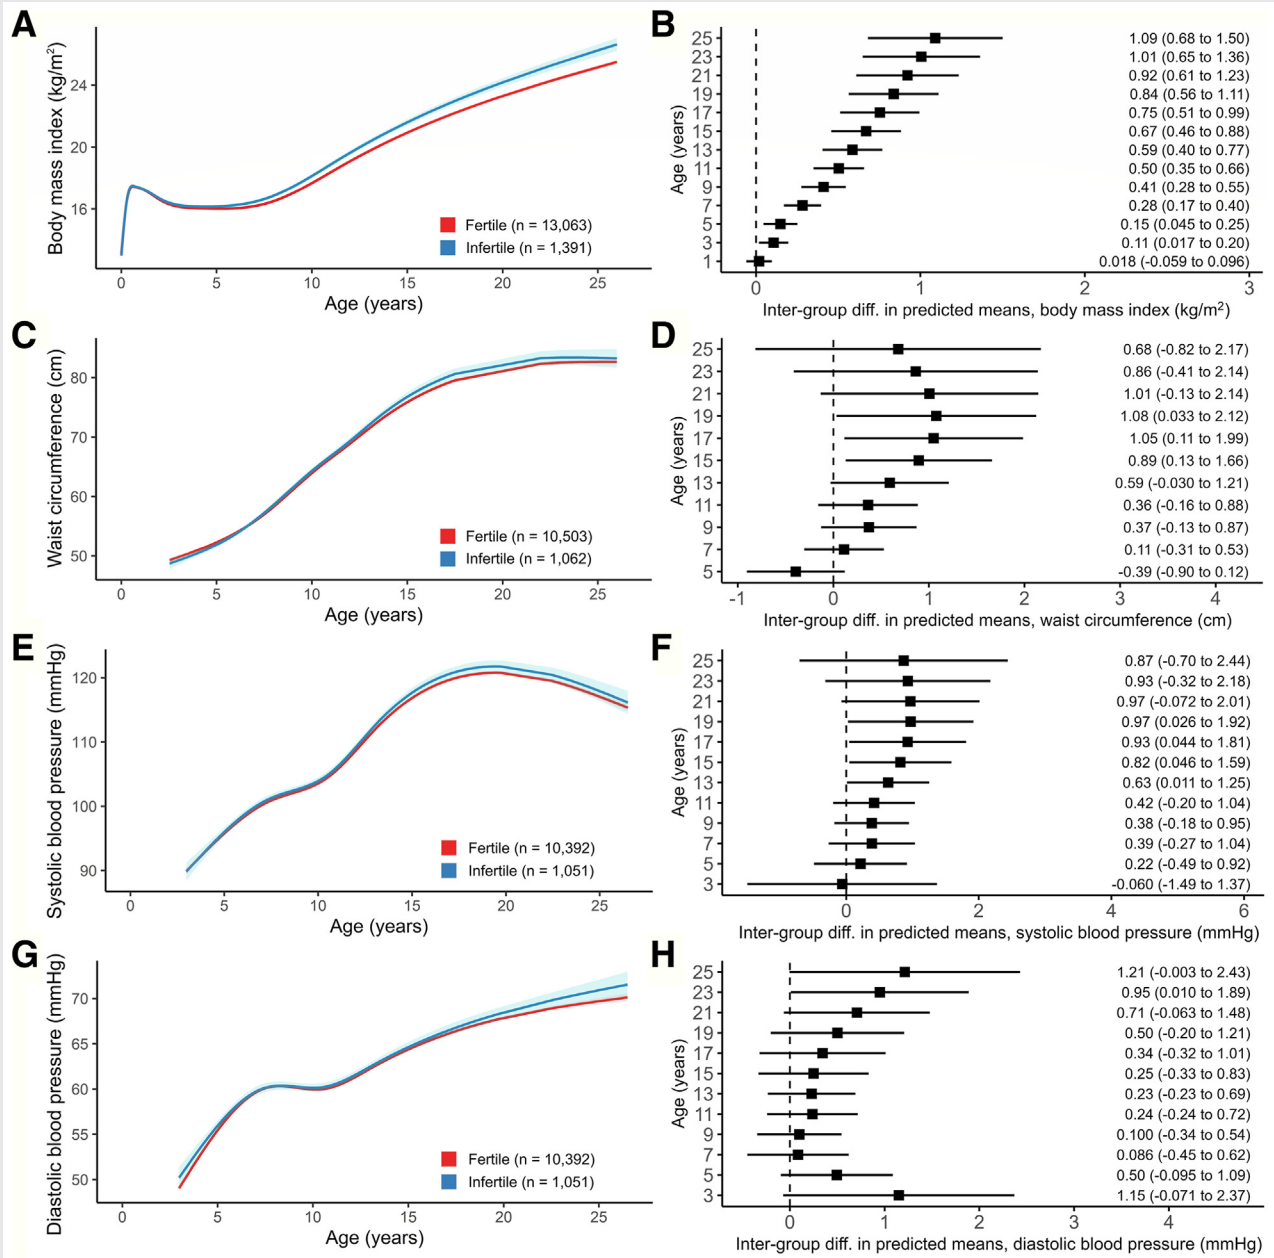 A
Body mass index (kg/m²)
24
20
16
Fertile (n = 13,063)
Infertile (n = 1,391)
0 5 10 15 20 25
Age (years)
B
Age (years)
25 1.09 (0.68 to 1.50)
23 1.01 (0.65 to 1.36)
21 0.92 (0.61 to 1.23)
19 0.84 (0.56 to 1.11)
17 0.75 (0.51 to 0.99)
15 0.67 (0.46 to 0.88)
13 0.59 (0.40 to 0.77)
11 0.50 (0.35 to 0.66)
9 0.41 (0.28 to 0.55)
7 0.28 (0.17 to 0.40)
5 0.15 (0.045 to 0.25)
3 0.11 (0.017 to 0.20)
1 0.018 (-0.059 to 0.096)
0 1 2 3
Inter-group diff. in predicted means, body mass index (kg/m²)
C
Waist circumference (cm)
80
70
60
50
Fertile (n = 10,503)
Infertile (n = 1,062)
0 5 10 15 20 25
Age (years)
D
Age (years)
25 0.68 (-0.82 to 2.17)
23 0.86 (-0.41 to 2.14)
21 1.01 (-0.13 to 2.14)
19 1.08 (0.033 to 2.12)
17 1.05 (0.11 to 1.99)
15 0.89 (0.13 to 1.66)
13 0.59 (-0.030 to 1.21)
11 0.36 (-0.16 to 0.88)
9 0.37 (-0.13 to 0.87)
7 0.11 (-0.31 to 0.53)
5 -0.39 (-0.90 to 0.12)
-1 0 1 2 3 4
Inter-group diff. in predicted means, waist circumference (cm)
E
Systolic blood pressure (mmHg)
120
110
100
90
Fertile (n = 10,392)
Infertile (n = 1,051)
0 5 10 15 20 25
Age (years)
F
Age (years)
25 0.87 (-0.70 to 2.44)
23 0.93 (-0.32 to 2.18)
21 0.97 (-0.072 to 2.01)
19 0.97 (0.026 to 1.92)
17 0.93 (0.044 to 1.81)
15 0.82 (0.046 to 1.59)
13 0.63 (0.011 to 1.25)
11 0.42 (-0.20 to 1.04)
9 0.38 (-0.18 to 0.95)
7 0.39 (-0.27 to 1.04)
5 0.22 (-0.49 to 0.92)
3 -0.060 (-1.49 to 1.37)
0 2 4 6
Inter-group diff. in predicted means, systolic blood pressure (mmHg)
G
Diastolic blood pressure (mmHg)
70
65
60
55
50
Fertile (n = 10,392)
Infertile (n = 1,051)
0 5 10 15 20 25
Age (years)
H
Age (years)
25 1.21 (-0.003 to 2.43)
23 0.95 (0.010 to 1.89)
21 0.71 (-0.063 to 1.48)
19 0.50 (-0.20 to 1.21)
17 0.34 (-0.32 to 1.01)
15 0.25 (-0.33 to 0.83)
13 0.23 (-0.23 to 0.69)
11 0.24 (-0.24 to 0.72)
9 0.100 (-0.34 to 0.54)
7 0.086 (-0.45 to 0.62)
5 0.50 (-0.095 to 1.09)
3 1.15 (-0.071 to 2.37)
0 1 2 3 4
Inter-group diff. in predicted means, diastolic blood pressure (mmHg)